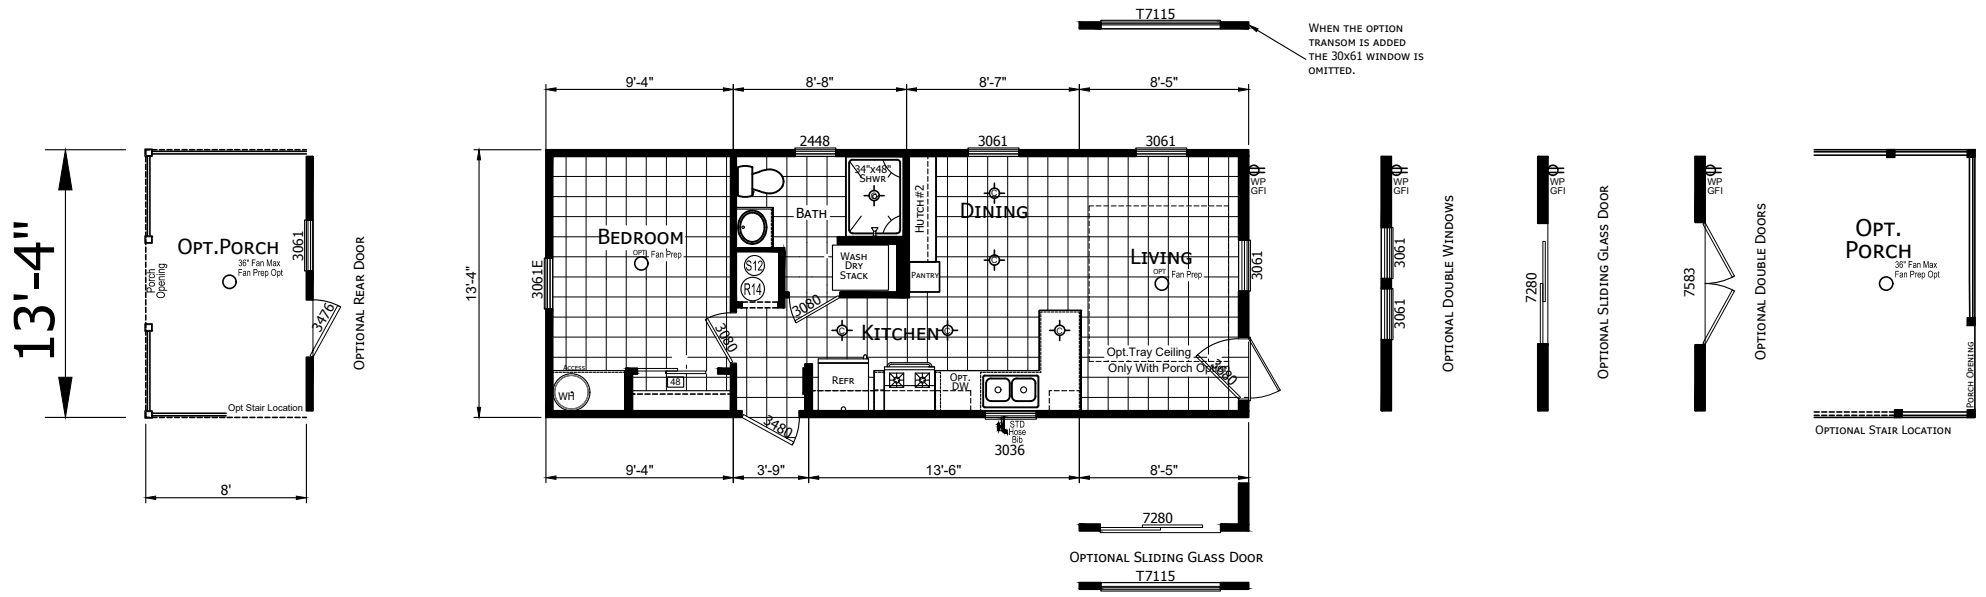 T7115
WHEN THE OPTION
TRANSOM IS ADDED
THE 30X61 WINDOW IS
OMITTED.
9'-4"
8'-8"
8'-7"
8'-5"
13'-4"
OPT.PORCH
36" Fan Max
Fan Prep Opt
Porch
Opening
3061
3476
Opt Stair Location
OPTIONAL REAR DOOR
8'
13'-4"
3061E
BEDROOM
OPT Fan Prep
ACCESS
WH
48
3080
2448
34"x48"
SHWR
BATH
WASH
DRY
STACK
S12
R14
3080
3480
3061
HUTCH#2
DINING
PANTRY
KITCHEN
REFR
OPT.
DW
STD
Hose
Bib
3036
3061
LIVING
OPT Fan Prep
Opt.Tray Ceiling
Only With Porch Option
3680
3061
WP
GFI
9'-4"
3'-9"
13'-6"
8'-5"
7280
OPTIONAL SLIDING GLASS DOOR
T7115
WP
GFI
3061
3061
OPTIONAL DOUBLE WINDOWS
WP
GFI
7280
OPTIONAL SLIDING GLASS DOOR
WP
GFI
7583
OPTIONAL DOUBLE DOORS
OPT.
PORCH
36" Fan Max
Fan Prep Opt
PORCH OPENING
OPTIONAL STAIR LOCATION